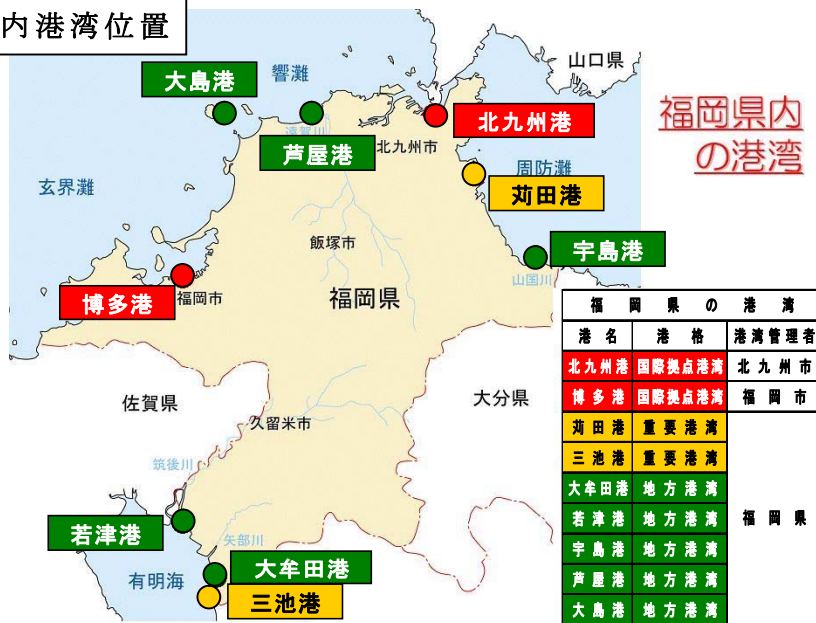 内港湾位置
山口県
響灘
大島港
福岡県内
の港湾
北九州港
遠賀川
北九州市
芦屋港
周防灘
玄界灘
苅田港
飯塚市
宇島港
山国川
博多港
福岡市
福岡県
福岡県の港湾
港名 港格 港湾管理者
北九州港 国際拠点港湾 北九州市
博多港 国際拠点港湾 福岡市
苅田港 重要港湾
三池港 重要港湾
大牟田港 地方港湾
若津港 地方港湾 福岡県
宇島港 地方港湾
芦屋港 地方港湾
大島港 地方港湾
佐賀県
大分県
久留米市
筑後川
若津港
矢部川
大牟田港
有明海
三池港